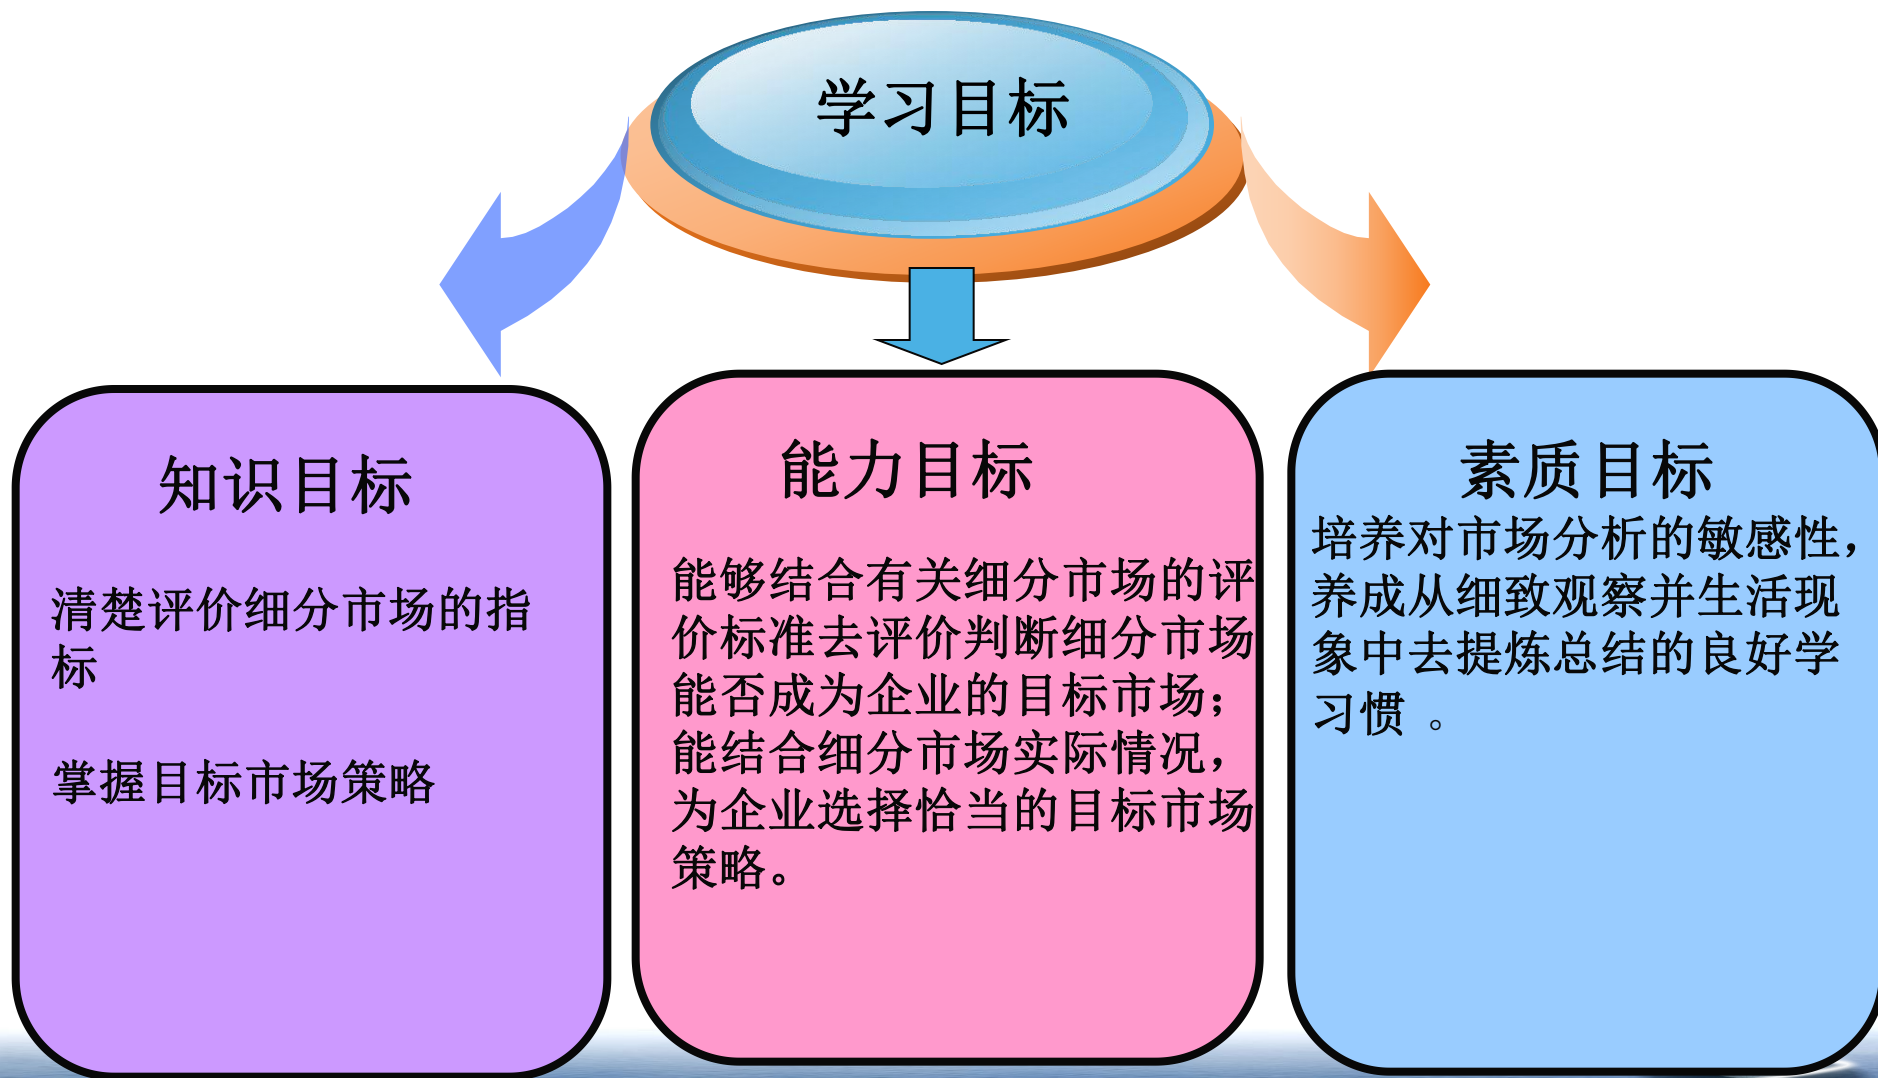 学习目标
知识目标
清楚评价细分市场的指
标
掌握目标市场策略
能力目标
能够结合有关细分市场的评
价标准去评价判断细分市场
能否成为企业的目标市场；
能结合细分市场实际情况，
为企业选择恰当的目标市场
策略。
素质目标
培养对市场分析的敏感性，
养成从细致观察并生活现
象中去提炼总结的良好学
习惯 。